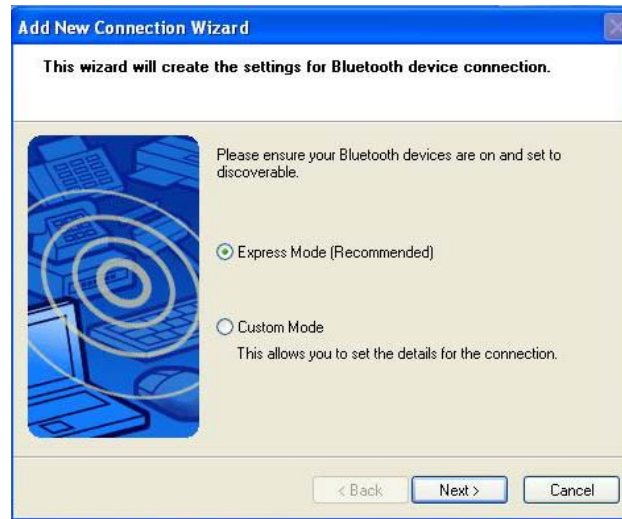 Add New Connection Wizard
This wizard will create the settings for Bluetooth device connection.
Please ensure your Bluetooth devices are on and set to
discoverable.
Express Mode (Recommended)
Custom Mode
This allows you to set the details for the connection.
< Back Next > Cancel